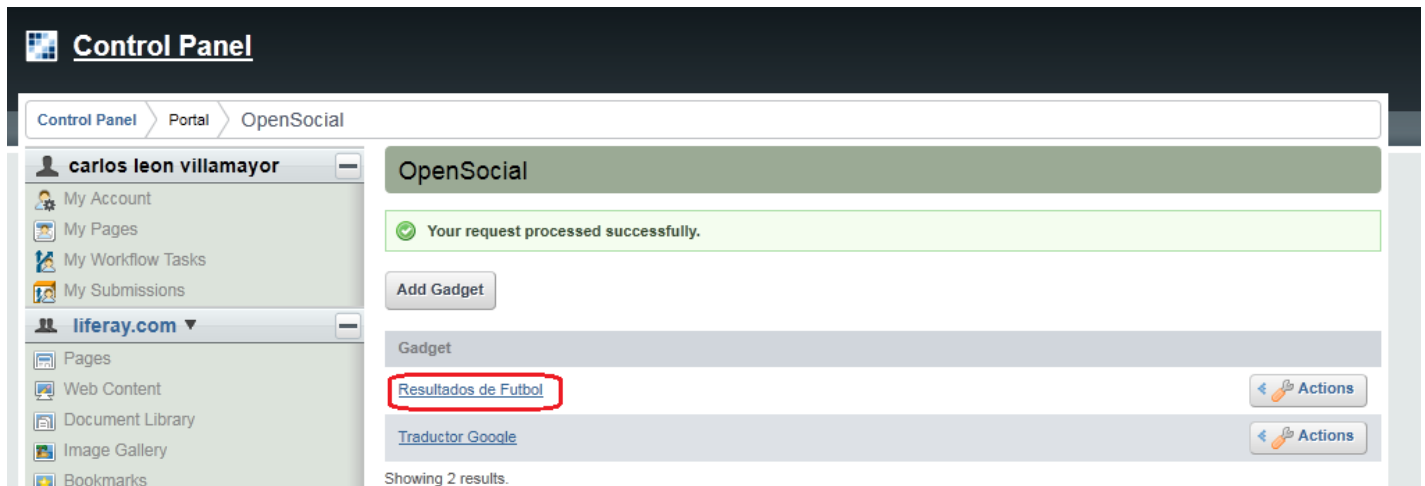 Control Panel
Control Panel Portal OpenSocial
carlos leon villamayor
My Account
My Pages
My Workflow Tasks
My Submissions
liferay.com
Pages
Web Content
Document Library
Image Gallery
Bookmarks
OpenSocial
Your request processed successfully.
Add Gadget
Gadget
Resultados de Futbol Actions
Traductor Google Actions
Showing 2 results.